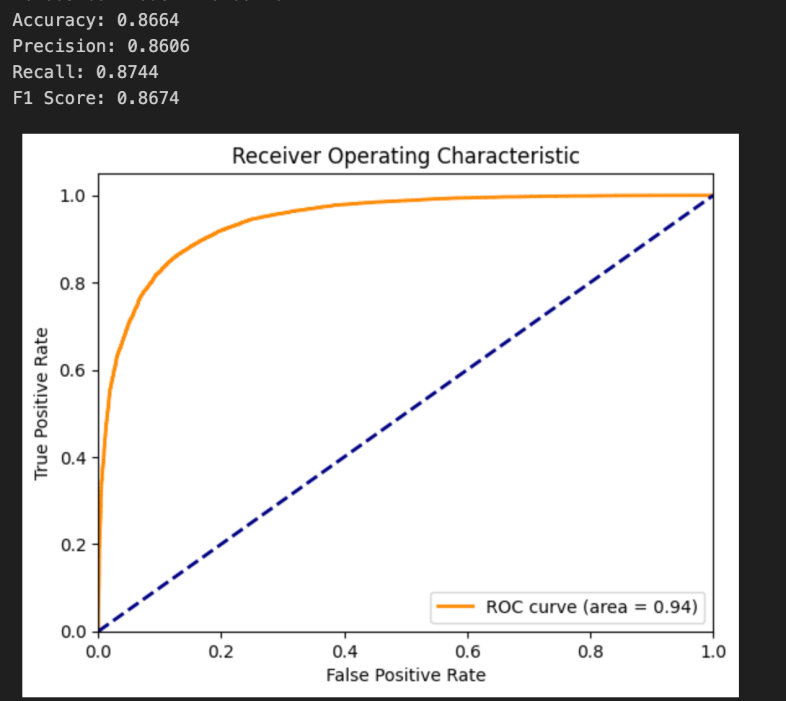 Accuracy: 0.8664
Precision: 0.8606
Recall: 0.8744
F1 Score: 0.8674
Receiver Operating Characteristic
1.0
0.8
0.6
0.4
0.2
0.0
True Positive Rate
ROC curve (area = 0.94)
0.0 0.2 0.4 0.6 0.8 1.0
False Positive Rate